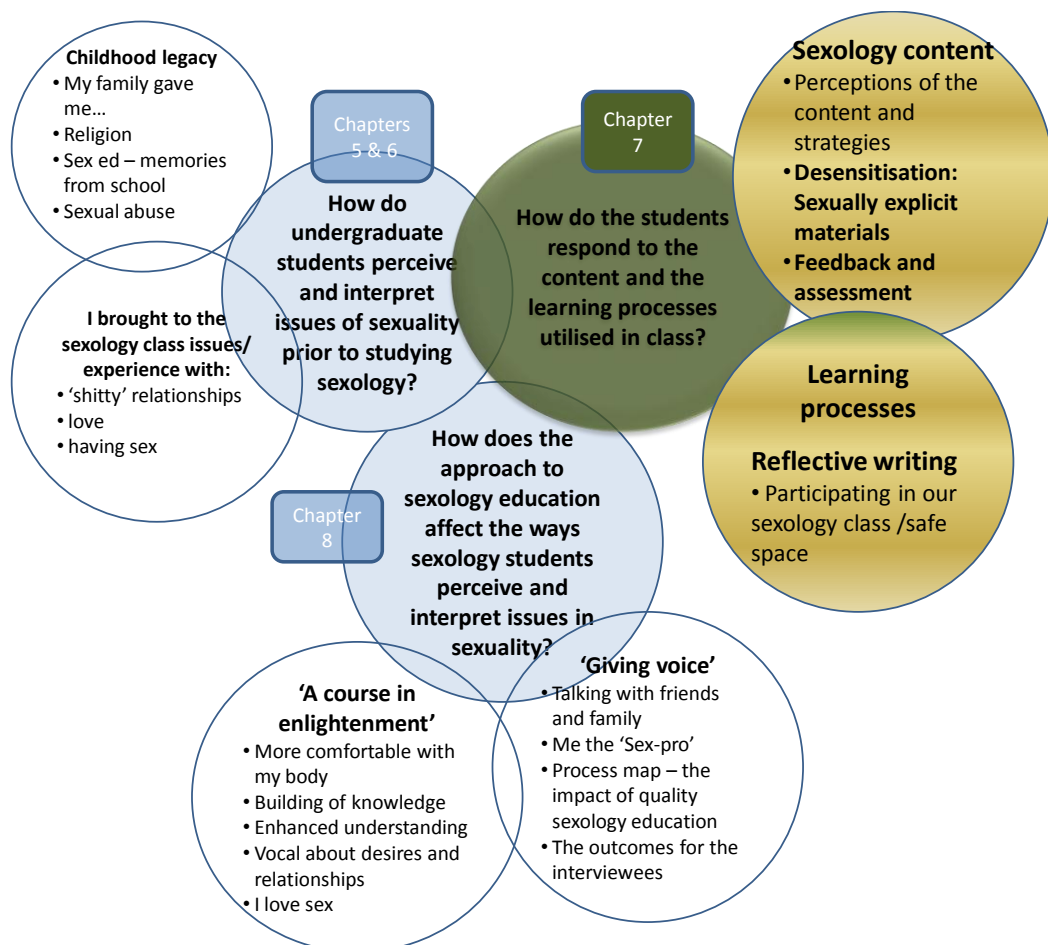 Childhood legacy
• My family gave
me...
• Religion
• Sex ed – memories
from school
• Sexual abuse
Chapters
5 & 6
How do
undergraduate
students perceive
and interpret
issues of sexuality
prior to studying
sexology?
I brought to the
sexology class issues/
experience with:
• ‘shitty’ relationships
• love
• having sex
Chapter
7
How do the students
respond to the
content and the
learning processes
utilised in class?
Sexology content
• Perceptions of the
content and
strategies
• Desensitisation:
Sexually explicit
materials
• Feedback and
assessment
Learning
processes
Reflective writing
• Participating in our
sexology class /safe
space
Chapter
8
How does the
approach to
sexology education
affect the ways
sexology students
perceive and
interpret issues in
sexuality?
‘A course in
enlightenment’
• More comfortable with
my body
• Building of knowledge
• Enhanced understanding
• Vocal about desires and
relationships
• I love sex
‘Giving voice’
• Talking with friends
and family
• Me the ‘Sex-pro’
• Process map – the
impact of quality
sexology education
• The outcomes for the
interviewees